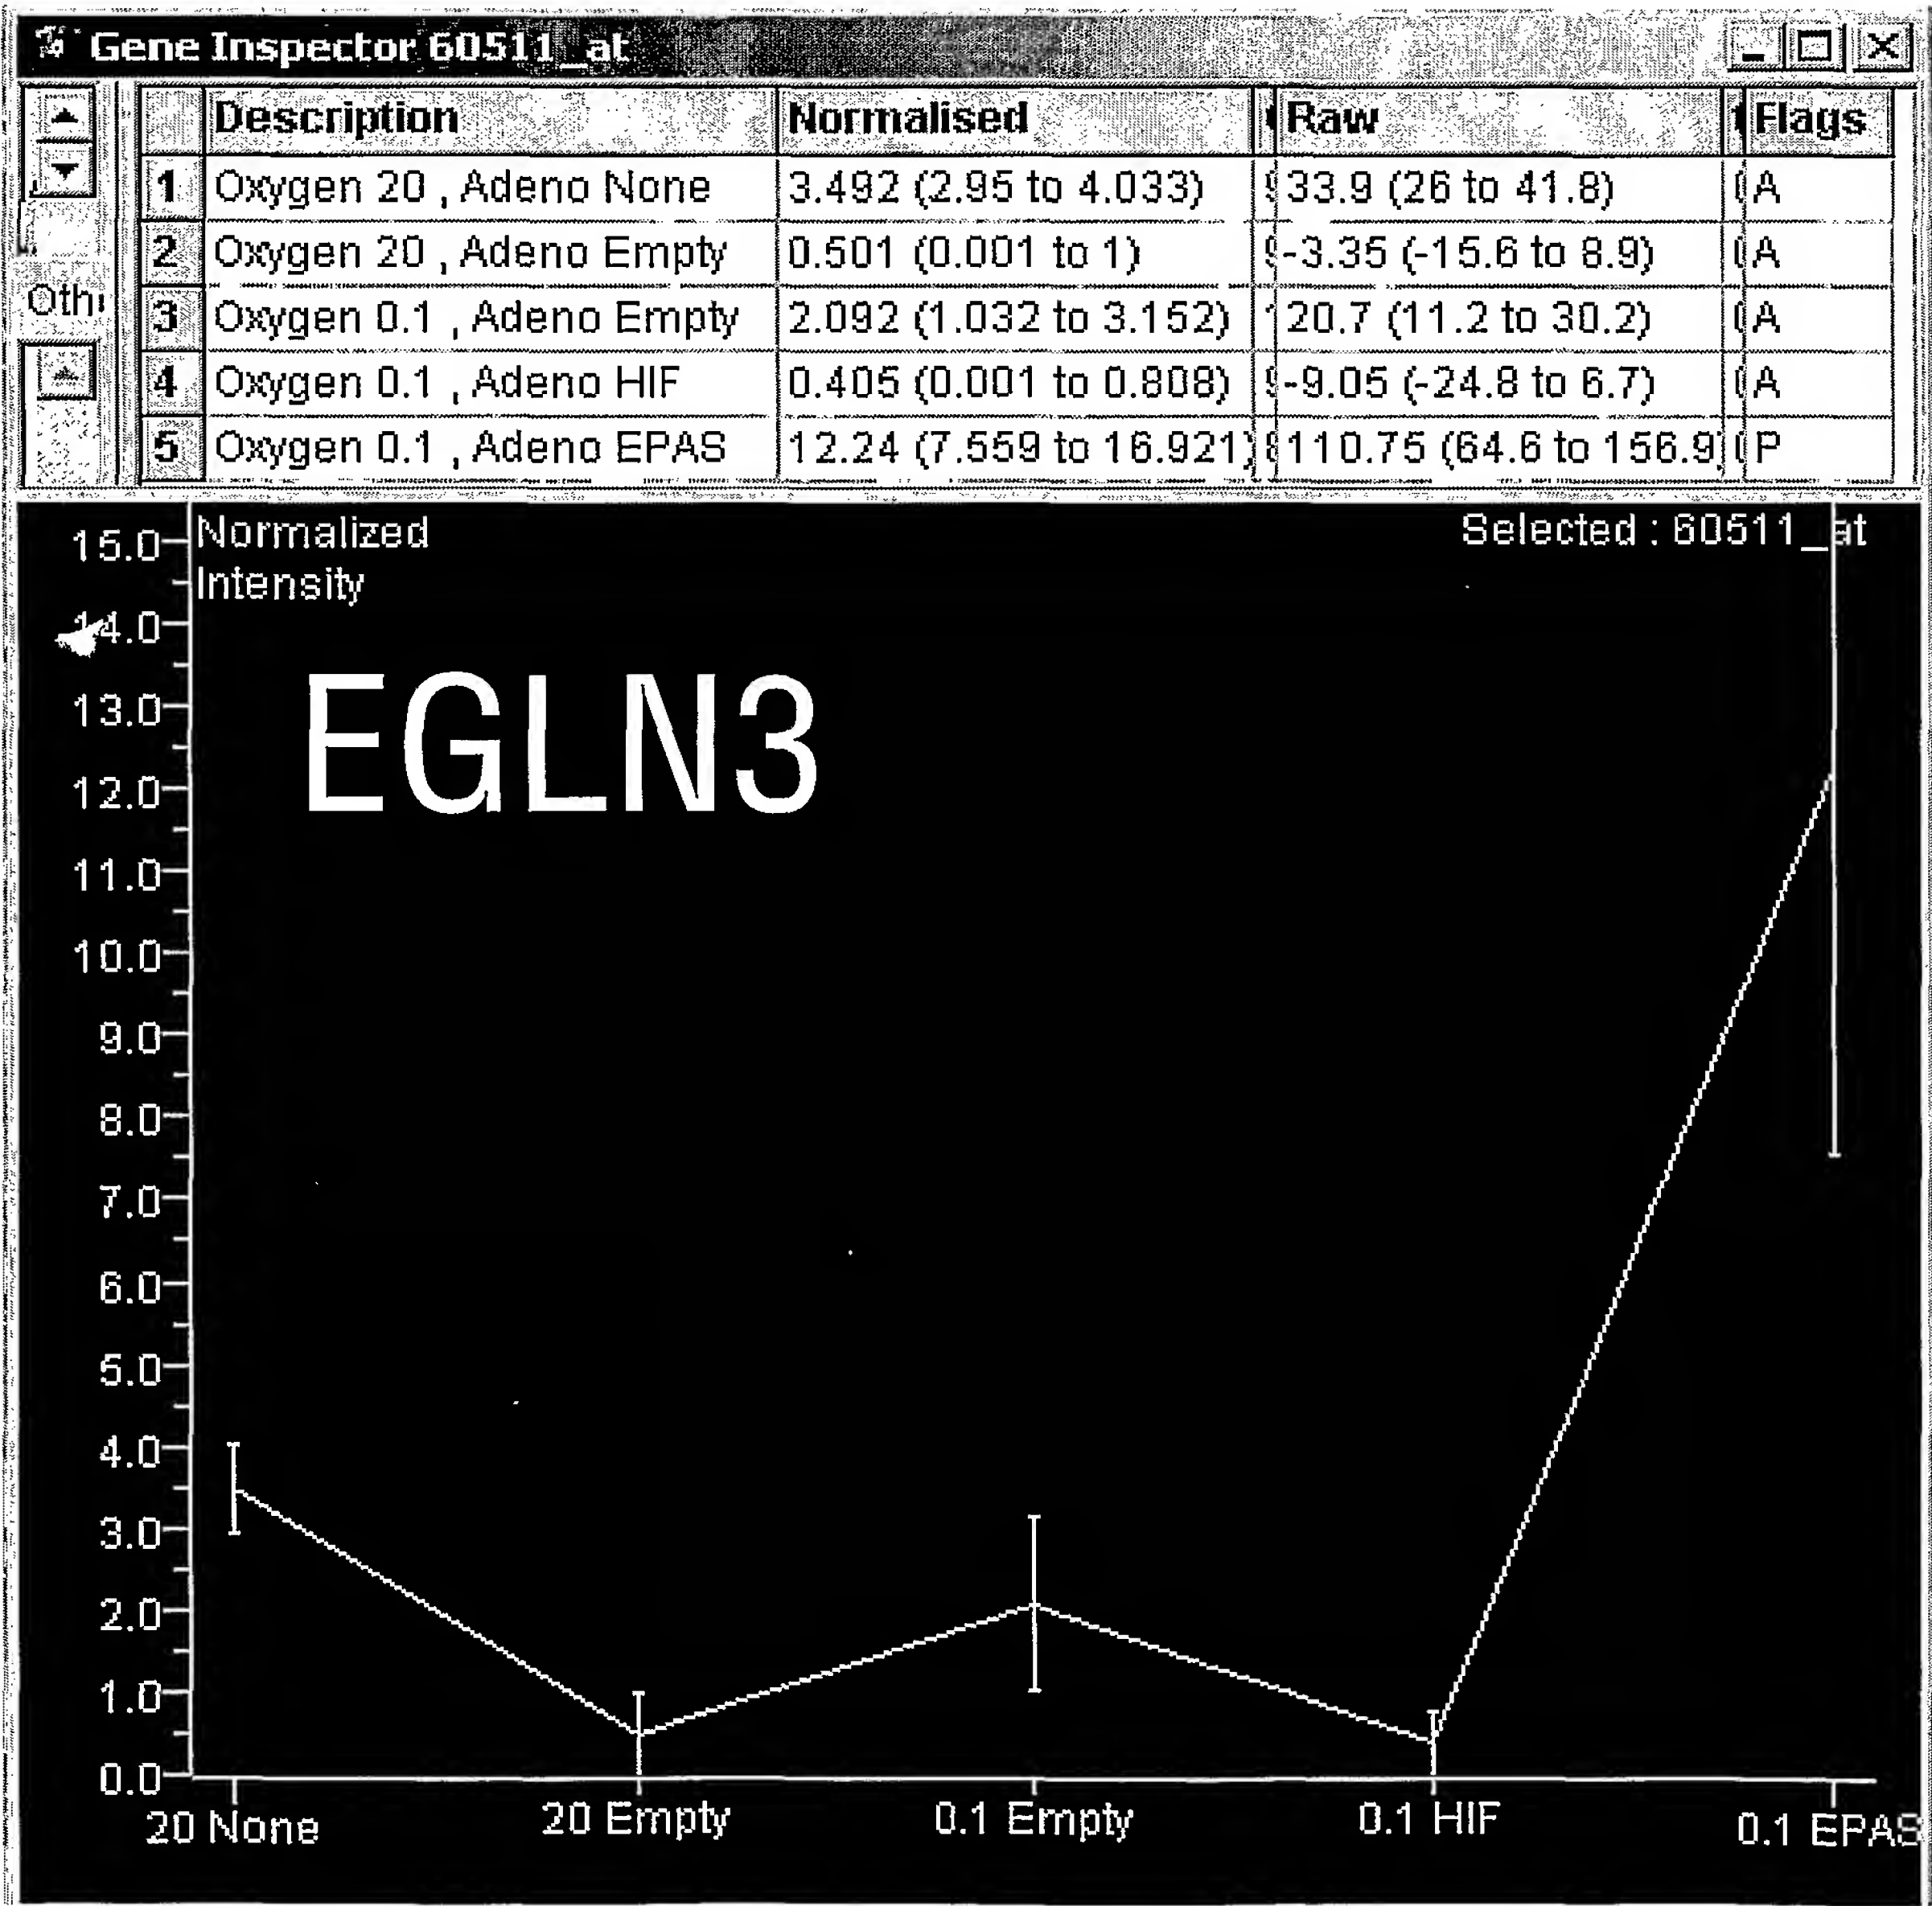 Gene Inspector 60511_at
Description Normalised Raw Flags
1 Oxygen 20 , Adeno None 3.492 (2.95 to 4.033) 33.9 (26 to 41.8) A
2 Oxygen 20 , Adeno Empty 0.501 (0.001 to 1) -3.35 (-15.6 to 8.9) A
3 Oxygen 0.1 , Adeno Empty 2.092 (1.032 to 3.152) 20.7 (11.2 to 30.2) A
4 Oxygen 0.1 , Adeno HIF 0.405 (0.001 to 0.808) -9.05 (-24.8 to 6.7) A
5 Oxygen 0.1 , Adeno EPAS 12.24 (7.559 to 16.921) 110.75 (64.6 to 156.9) P
Normalized
Intensity
Selected : 60511_at
EGLN3
15.0
14.0
13.0
12.0
11.0
10.0
9.0
8.0
7.0
6.0
5.0
4.0
3.0
2.0
1.0
0.0
20 None 20 Empty 0.1 Empty 0.1 HIF 0.1 EPAS